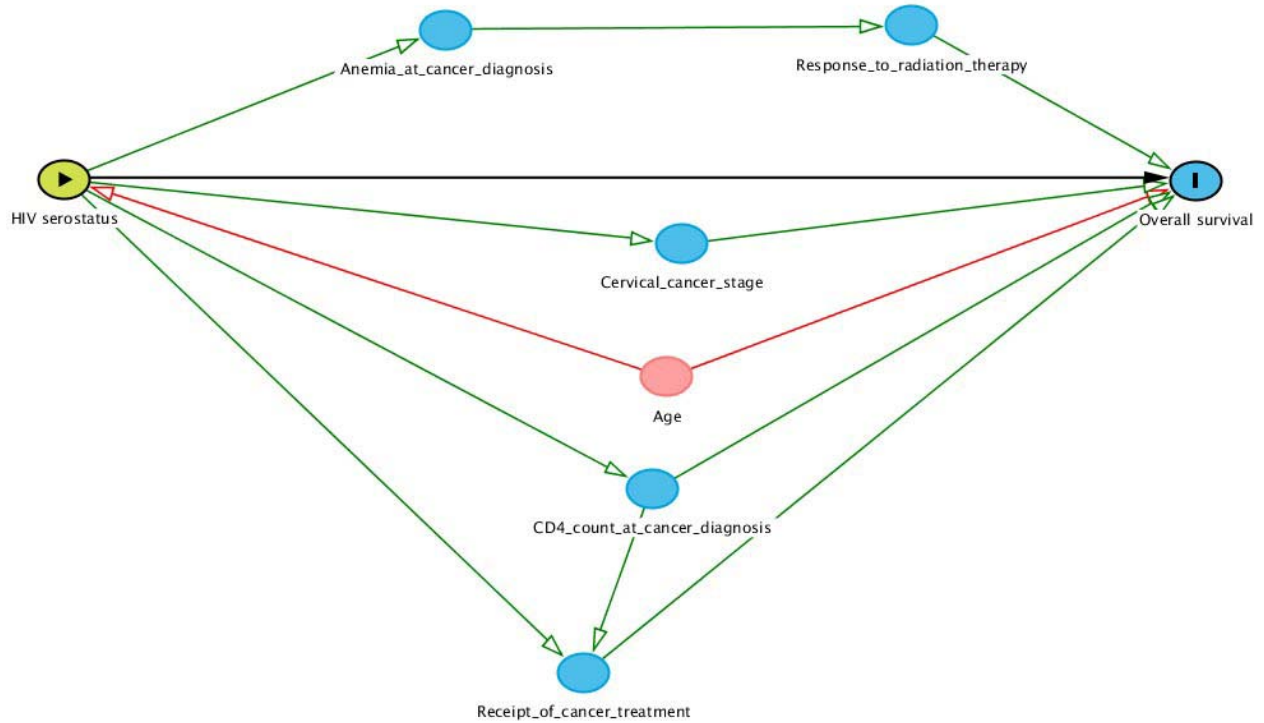 Anemia_at_cancer_diagnosis
Response_to_radiation_therapy
HIV serostatus
Overall survival
Cervical_cancer_stage
Age
CD4_count_at_cancer_diagnosis
Receipt_of_cancer_treatment